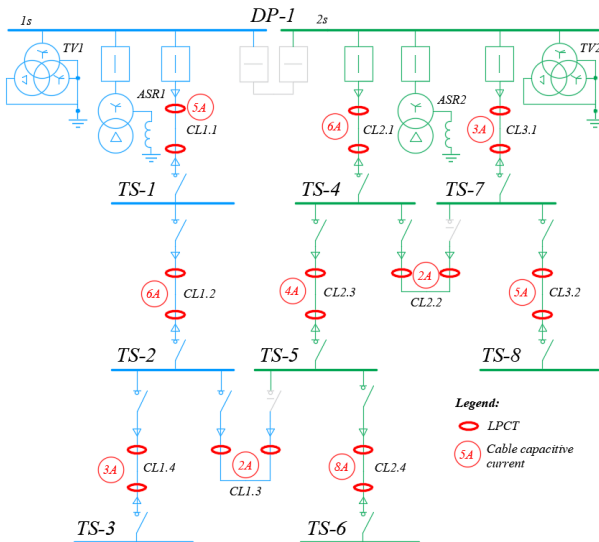 DP-1
1s
2s
TV1
TV2
ASR1
5A
CL1.1
6A
CL2.1
ASR2
3A
CL3.1
TS-1
TS-4
TS-7
6A
CL1.2
4A
CL2.3
2A
CL2.2
5A
CL3.2
TS-2
TS-5
TS-8
3A
CL1.4
2A
CL1.3
8A
CL2.4
Legend:
LPCT
5A
Cable capacitive
current
TS-3
TS-6